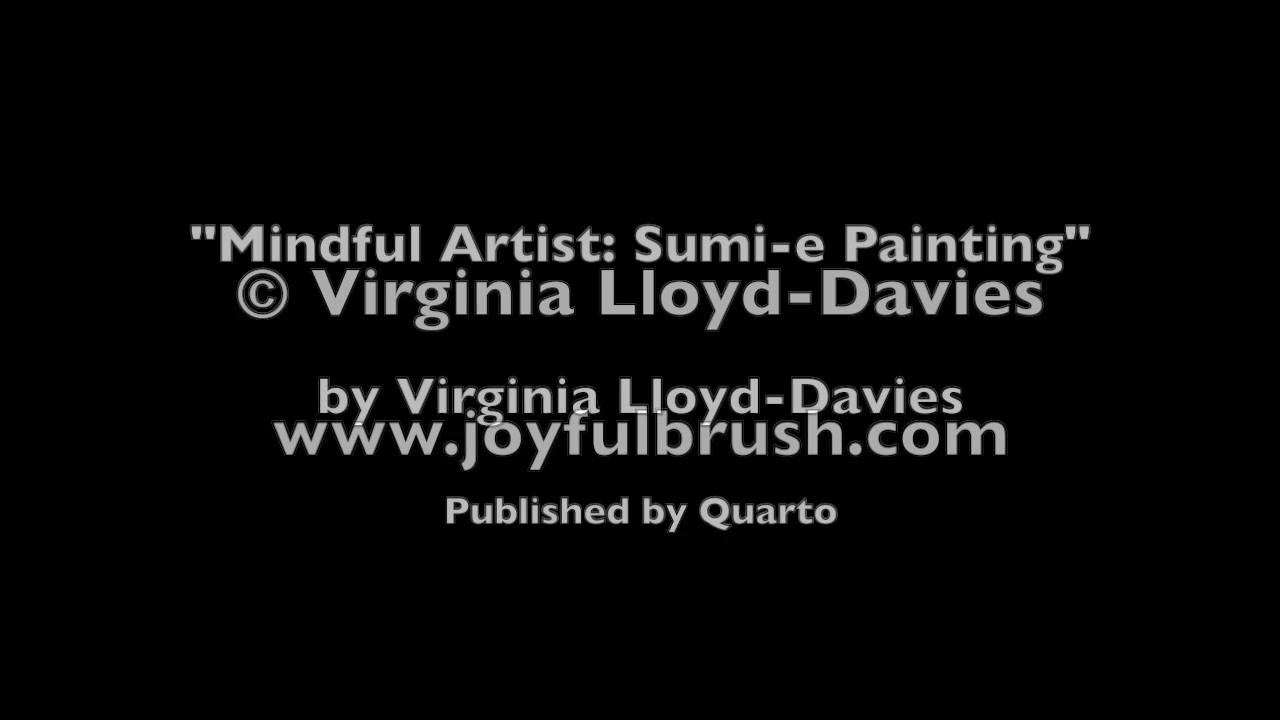 "Mindful Artist: Sumi-e Painting"
© Virginia Lloyd-Davies
by Virginia Lloyd-Davies
www.joyfulbrush.com
Published by Quarto